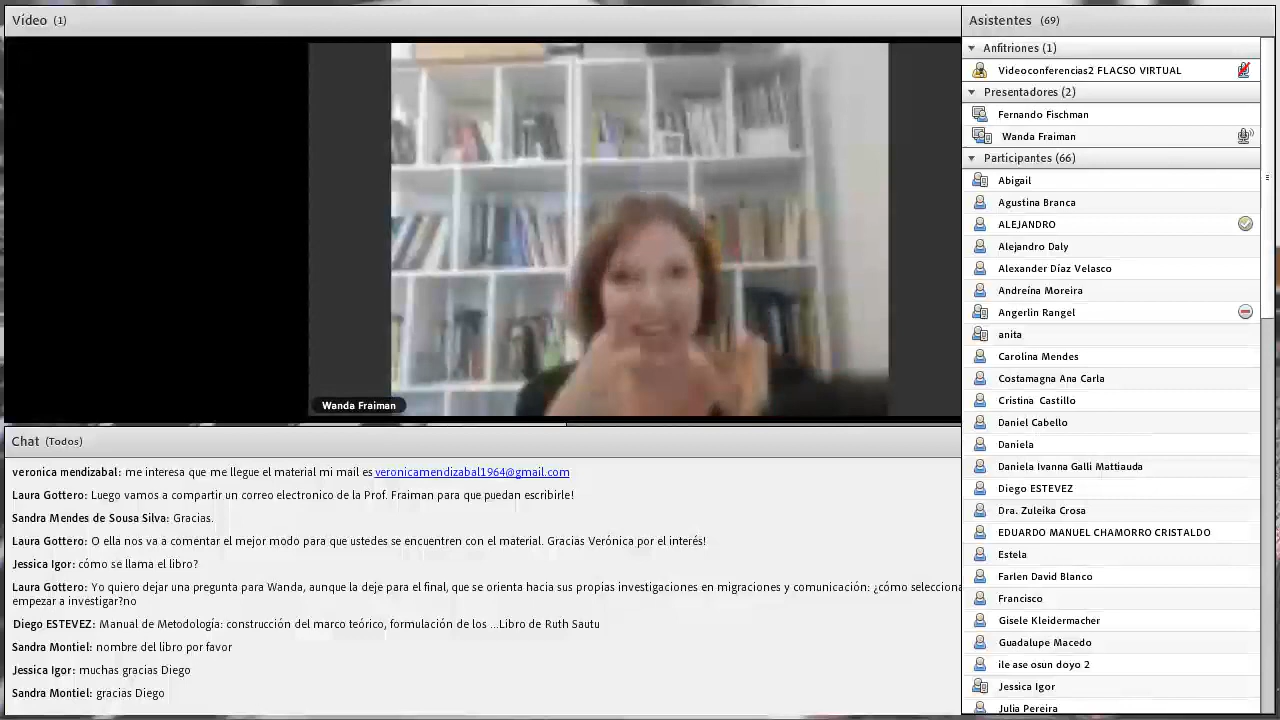 Vídeo (1)
Wanda Fraiman
Chat (Todos)
veronica mendizabal: me interesa que me llegue el material mi mail es veronicamendizabal1964@gmail.com
Laura Gottero: Luego vamos a compartir un correo electronico de la Prof. Fraiman para que puedan escribirle!
Sandra Mendes de Sousa Silva: Gracias.
Laura Gottero: O ella nos va a comentar el mejor modo para que ustedes se encuentren con el material. Gracias Verónica por el interés!
Jessica Igor: cómo se llama el libro?
Laura Gottero: Yo quiero dejar una pregunta para Wanda, aunque la deje para el final, que se orienta hacia sus propias investigaciones en migraciones y comunicación: ¿cómo selecciona
empezar a investigar?no
Diego ESTEVEZ: Manual de Metodología: construcción del marco teórico, formulación de los ...Libro de Ruth Sautu
Sandra Montiel: nombre del libro por favor
Jessica Igor: muchas gracias Diego
Sandra Montiel: gracias Diego
Asistentes (69)
Anfitriones (1)
Videoconferencias2 FLACSO VIRTUAL
Presentadores (2)
Fernando Fischman
Wanda Fraiman
Participantes (66)
Abigail
Agustina Branca
ALEJANDRO
Alejandro Daly
Alexander Díaz Velasco
Andreína Moreira
Angerlin Rangel
anita
Carolina Mendes
Costamagna Ana Carla
Cristina Castillo
Daniel Cabello
Daniela
Daniela Ivanna Galli Mattiauda
Diego ESTEVEZ
Dra. Zuleika Crosa
EDUARDO MANUEL CHAMORRO CRISTALDO
Estela
Farlen David Blanco
Francisco
Gisele Kleidermacher
Guadalupe Macedo
ile ase osun doyo 2
Jessica Igor
Julia Pereira